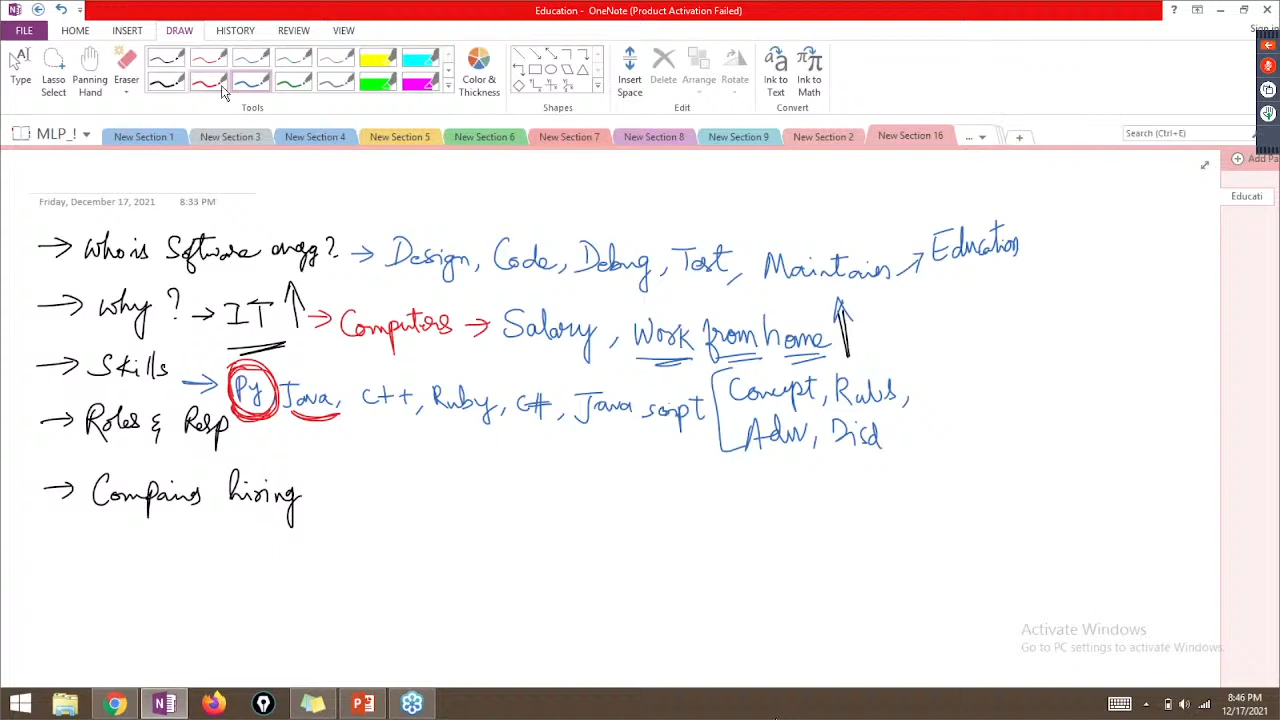 Education - OneNote (Product Activation Failed)
FILE HOME INSERT DRAW HISTORY REVIEW VIEW
Sign in
Type
Lasso Select
Panning Hand
Eraser
Color & Thickness
Insert Space
Delete
Arrange
Rotate
Ink to Text
Ink to Math
Tools
Shapes
Edit
Convert
MLP_! New Section 1 New Section 3 New Section 4 New Section 5 New Section 6 New Section 7 New Section 8 New Section 9 New Section 2 New Section 16 ...
Search (Ctrl+E)
Add Pa
Educati
Friday, December 17, 2021 8:33 PM
→ Who is Software engg? → Design, Code, Debug, Test, Maintain → Education
→ Why? → IT ↑ → Computers → Salary, Work from home ↑
→ Skills
→ Py, Java, C++, Ruby, C#, Java script [Concept, Rules,
Adv, Disd
→ Roles & Resp
→ Companies hiring
Activate Windows
Go to PC settings to activate Windows.
8:46 PM
12/17/2021